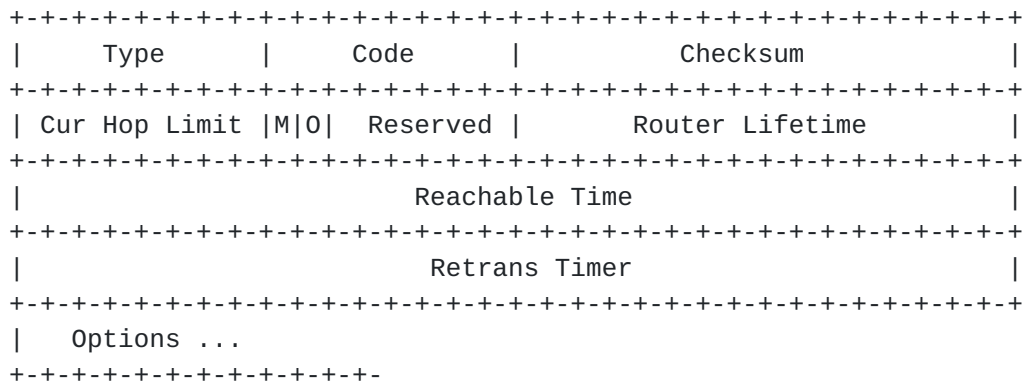 +-+-+-+-+-+-+-+-+-+-+-+-+-+-+-+-+-+-+-+-+-+-+-+-+-+-+-+-+-+-+-+-+
|     Type      |     Code      |          Checksum             |
+-+-+-+-+-+-+-+-+-+-+-+-+-+-+-+-+-+-+-+-+-+-+-+-+-+-+-+-+-+-+-+-+
| Cur Hop Limit |M|O|  Reserved |       Router Lifetime         |
+-+-+-+-+-+-+-+-+-+-+-+-+-+-+-+-+-+-+-+-+-+-+-+-+-+-+-+-+-+-+-+-+
|                         Reachable Time                        |
+-+-+-+-+-+-+-+-+-+-+-+-+-+-+-+-+-+-+-+-+-+-+-+-+-+-+-+-+-+-+-+-+
|                          Retrans Timer                        |
+-+-+-+-+-+-+-+-+-+-+-+-+-+-+-+-+-+-+-+-+-+-+-+-+-+-+-+-+-+-+-+-+
|   Options ...
+-+-+-+-+-+-+-+-+-+-+-+-